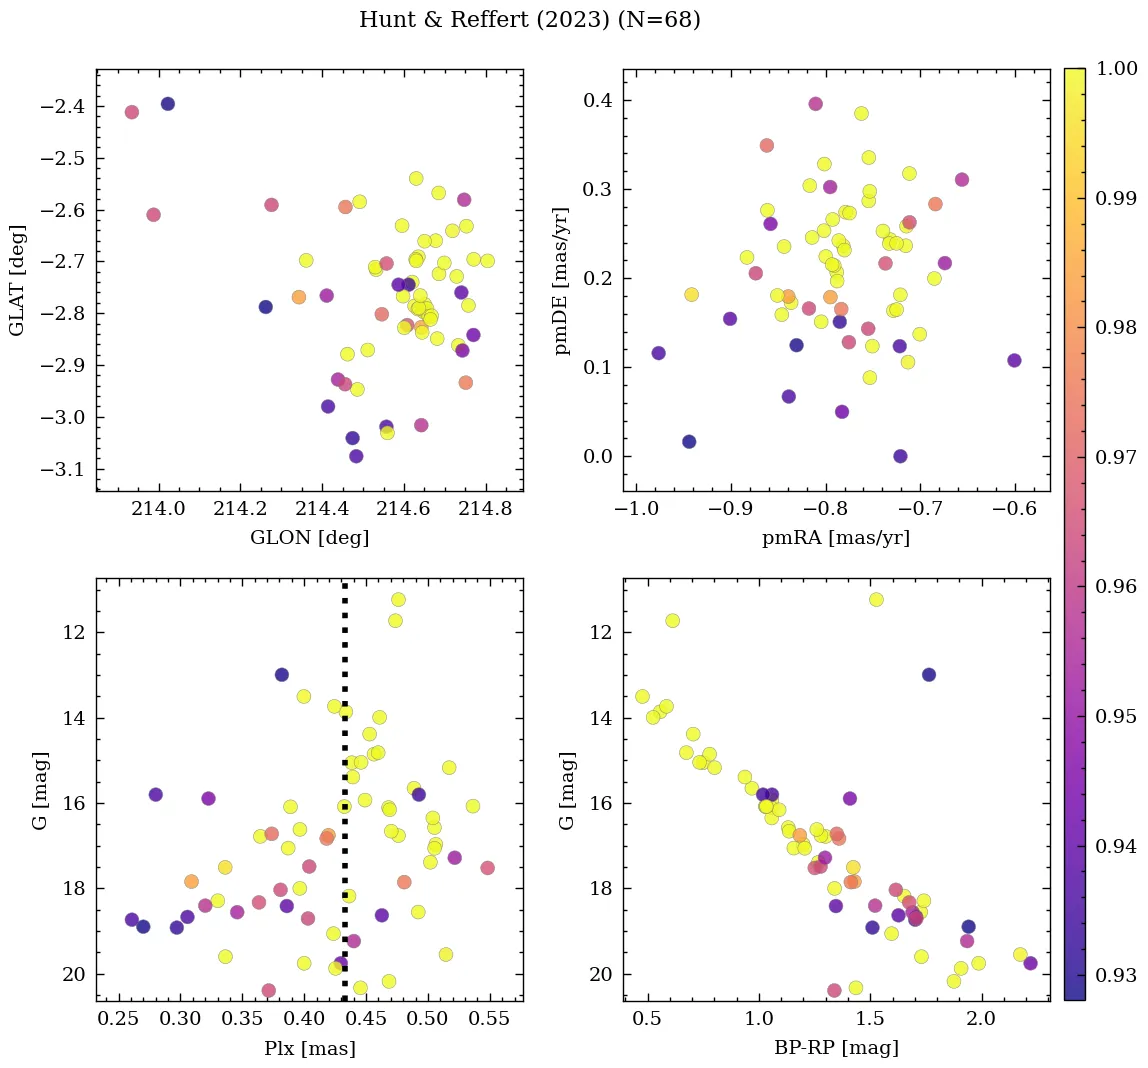 Hunt & Reffert (2023) (N=68)
−2.4
−2.5
−2.6
−2.7
−2.8
−2.9
−3.0
−3.1
GLAT [deg]
214.0 214.2 214.4 214.6 214.8
GLON [deg]
0.4
0.3
0.2
0.1
0.0
pmDE [mas/yr]
−1.0 −0.9 −0.8 −0.7 −0.6
pmRA [mas/yr]
12
14
16
18
20
G [mag]
0.25 0.30 0.35 0.40 0.45 0.50 0.55
Plx [mas]
12
14
16
18
20
G [mag]
0.5 1.0 1.5 2.0
BP-RP [mag]
1.00
0.99
0.98
0.97
0.96
0.95
0.94
0.93